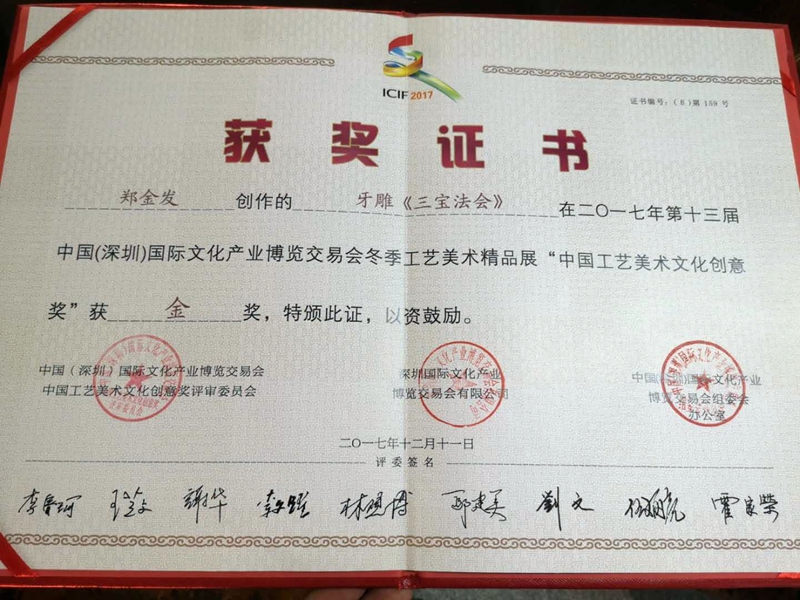 ICIF 2017
证书编号：(B)第159号
获奖证书
郑金发 创作的 牙雕《三宝法会》 在二〇一七年第十三届
中国(深圳)国际文化产业博览交易会冬季工艺美术精品展“中国工艺美术文化创意
奖”获 金 奖，特颁此证，以资鼓励。
中国（深圳）国际文化产业博览交易会
中国工艺美术文化创意奖评审委员会
深圳国际文化产业
博览交易会有限公司
中国(深圳)国际文化产业
博览交易会组委会
办公室
二〇一七年十二月十一日
评委签名